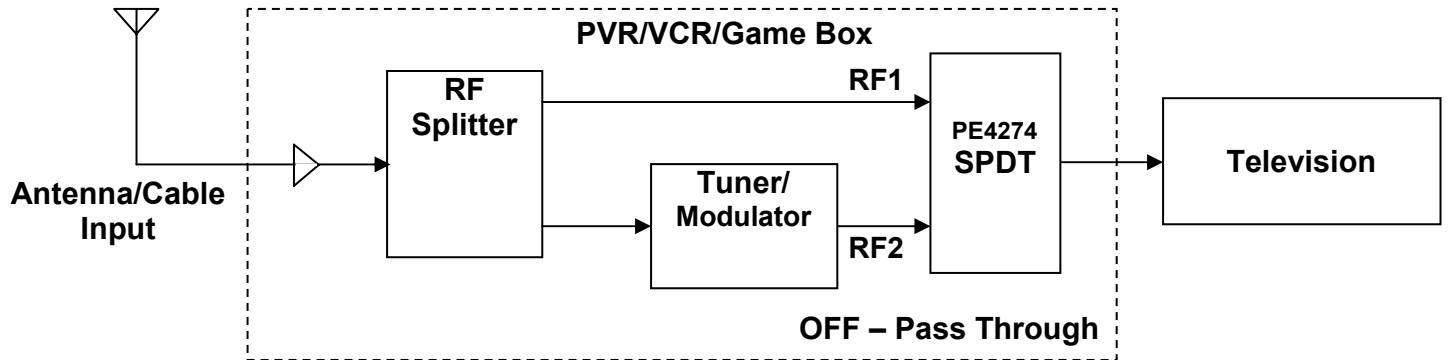 PVR/VCR/Game Box
RF
Splitter
RF1
PE4274
SPDT
Television
Antenna/Cable
Input
Tuner/
Modulator
RF2
OFF – Pass Through